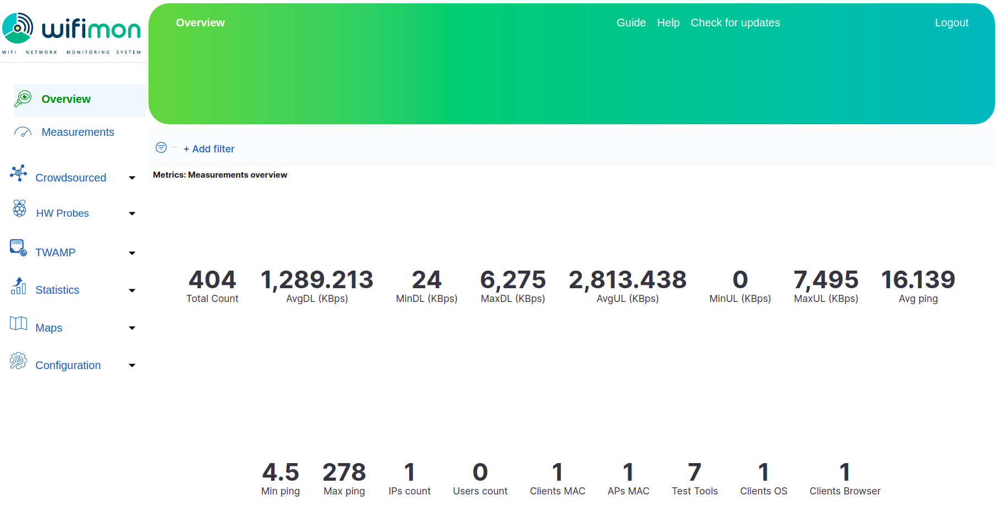 wifimon
WIFI NETWORK MONITORING SYSTEM
Overview
Guide Help Check for updates
Logout
Overview
Measurements
Crowdsourced
HW Probes
TWAMP
Statistics
Maps
Configuration
+ Add filter
Metrics: Measurements overview
404
Total Count
1,289.213
AvgDL (KBps)
24
MinDL (KBps)
6,275
MaxDL (KBps)
2,813.438
AvgUL (KBps)
0
MinUL (KBps)
7,495
MaxUL (KBps)
16.139
Avg ping
4.5
Min ping
278
Max ping
1
IPs count
0
Users count
1
Clients MAC
1
APs MAC
7
Test Tools
1
Clients OS
1
Clients Browser